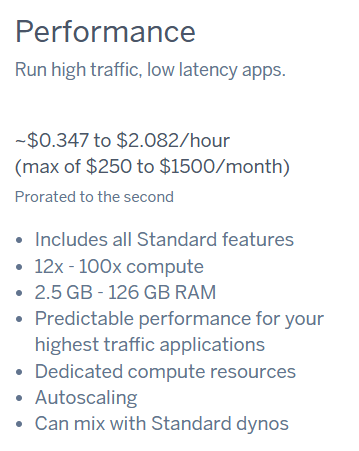 Performance
Run high traffic, low latency apps.
~$0.347 to $2.082/hour
(max of $250 to $1500/month)
Prorated to the second
• Includes all Standard features
• 12x - 100x compute
• 2.5 GB - 126 GB RAM
• Predictable performance for your
highest traffic applications
• Dedicated compute resources
• Autoscaling
• Can mix with Standard dynos